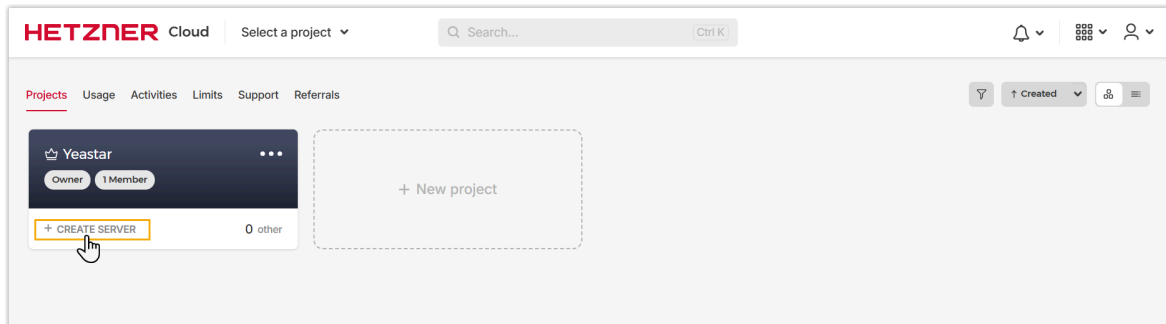 HETZNER Cloud Select a project Search... Ctrl K
Projects Usage Activities Limits Support Referrals ↑ Created
Yeastar
Owner 1 Member
+ New project
+ CREATE SERVER 0 other